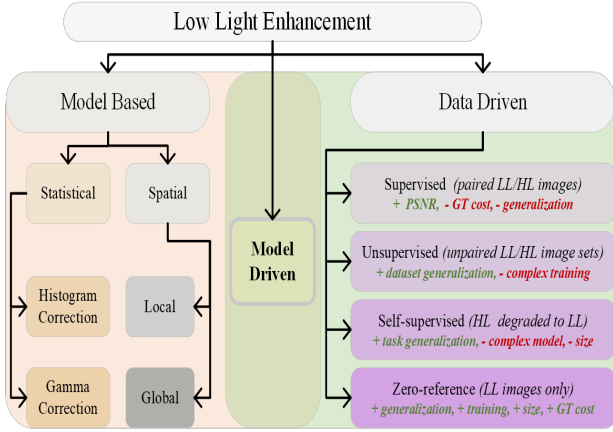 Low Light Enhancement
Model Based
Data Driven
Statistical
Spatial
Histogram
Correction
Local
Gamma
Correction
Global
Model
Driven
Supervised (paired LL/HL images)
+ PSNR, - GT cost, - generalization
Unsupervised (unpaired LL/HL image sets)
+ dataset generalization, - complex training
Self-supervised (HL degraded to LL)
+ task generalization, - complex model, - size
Zero-reference (LL images only)
+ generalization, + training, + size, + GT cost